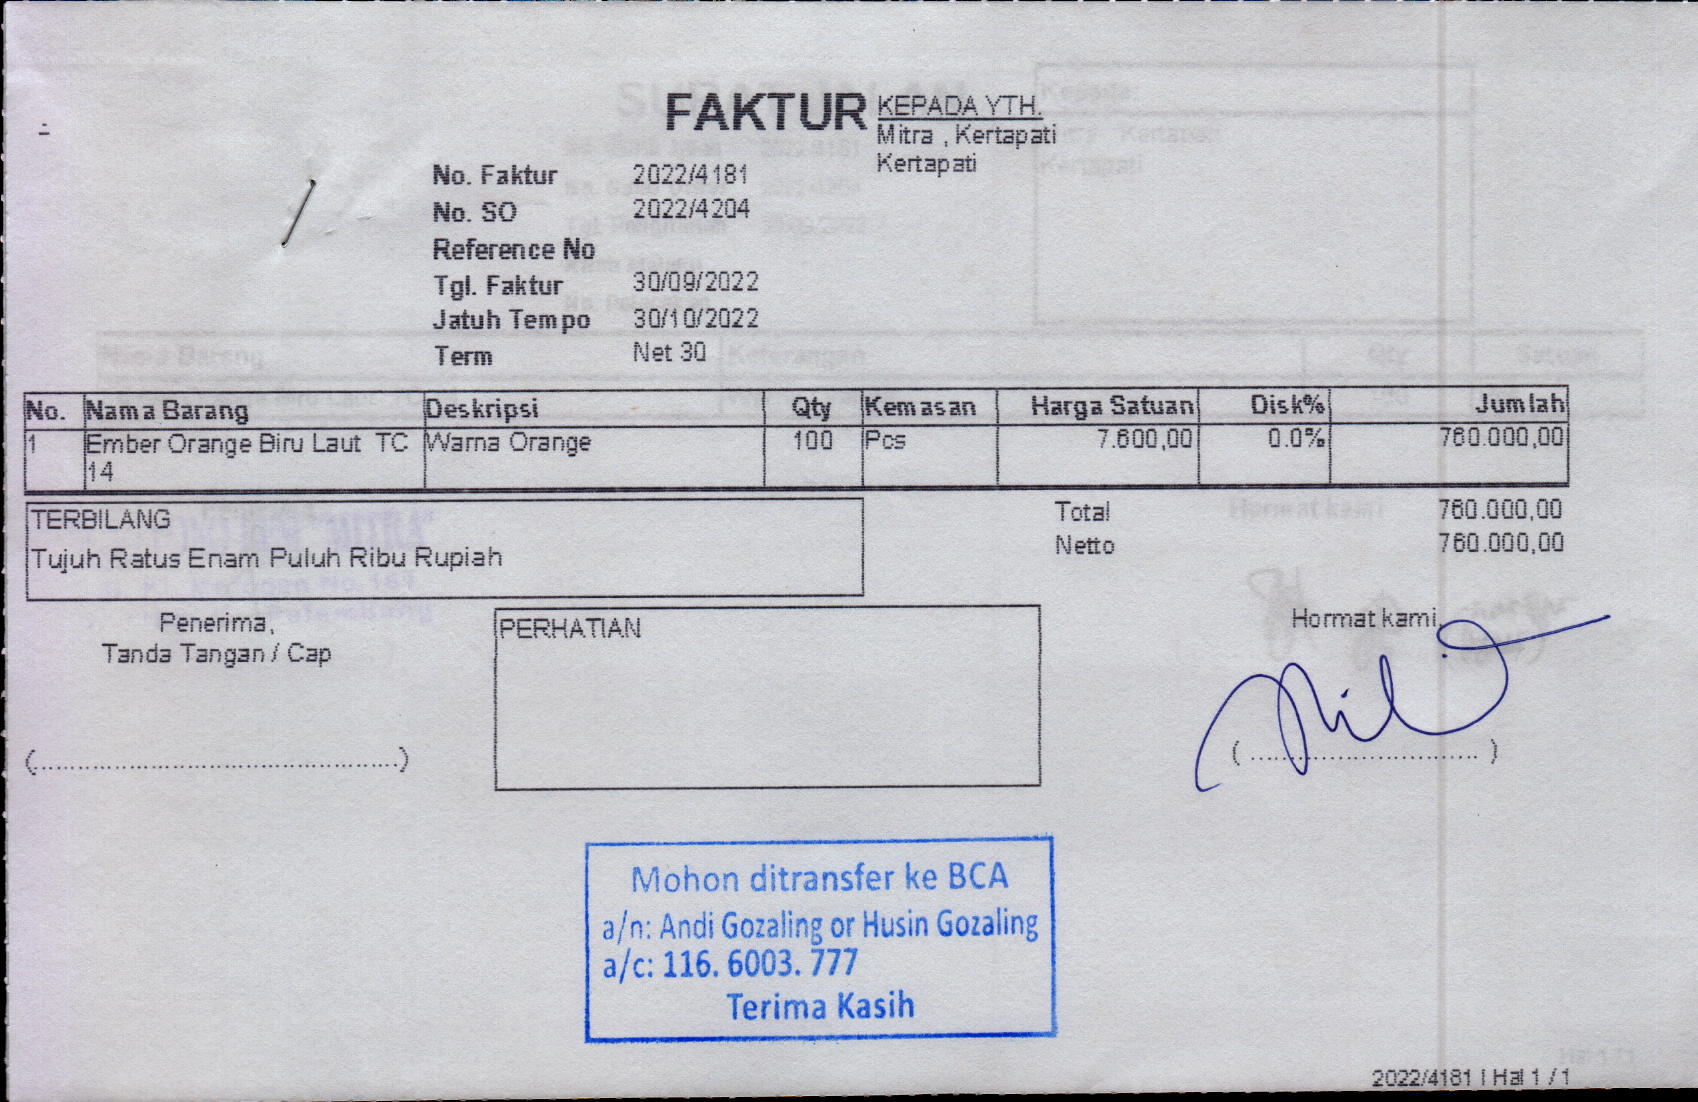 FAKTUR
KEPADA YTH.
Mitra , Kertapati
Kertapati
No. Faktur 2022/4181
No. SO 2022/4204
Reference No
Tgl. Faktur 30/09/2022
Jatuh Tempo 30/10/2022
Term Net 30
No. Nama Barang Deskripsi Qty Kemasan Harga Satuan Disk% Jumlah
1 Ember Orange Biru Laut TC Warna Orange 100 Pcs 7.600,00 0.0% 760.000,00
14
TERBILANG
Tujuh Ratus Enam Puluh Ribu Rupiah
Total 760.000,00
Netto 760.000,00
Penerima,
Tanda Tangan / Cap
(................................................)
PERHATIAN
Hormat kami,
( .............................. )
Mohon ditransfer ke BCA
a/n: Andi Gozaling or Husin Gozaling
a/c: 116. 6003. 777
Terima Kasih
2022/4181 | Hal 1 / 1